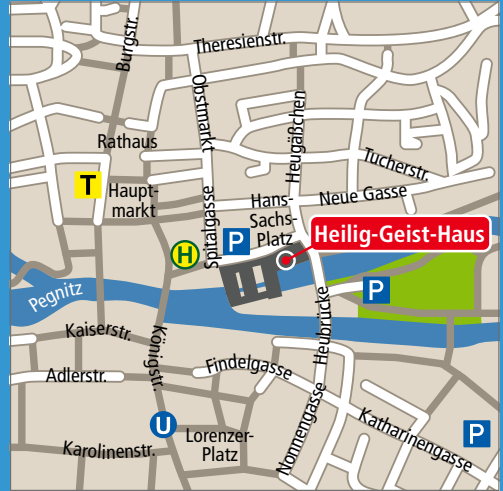 Burgstr.
Theresienstr.
Obstmarkt
Heugäßchen
Rathaus
Tucherstr.
T
Haupt-
markt
Hans-
Sachs-
Platz
Neue Gasse
Spitalgasse
P
H
Heilig-Geist-Haus
Pegnitz
P
Kaiserstr.
Königstr.
Heubrücke
Adlerstr.
Findelgasse
U
Lorenzer-
Platz
Karolinenstr.
Nonnengasse
Katharinengasse
P